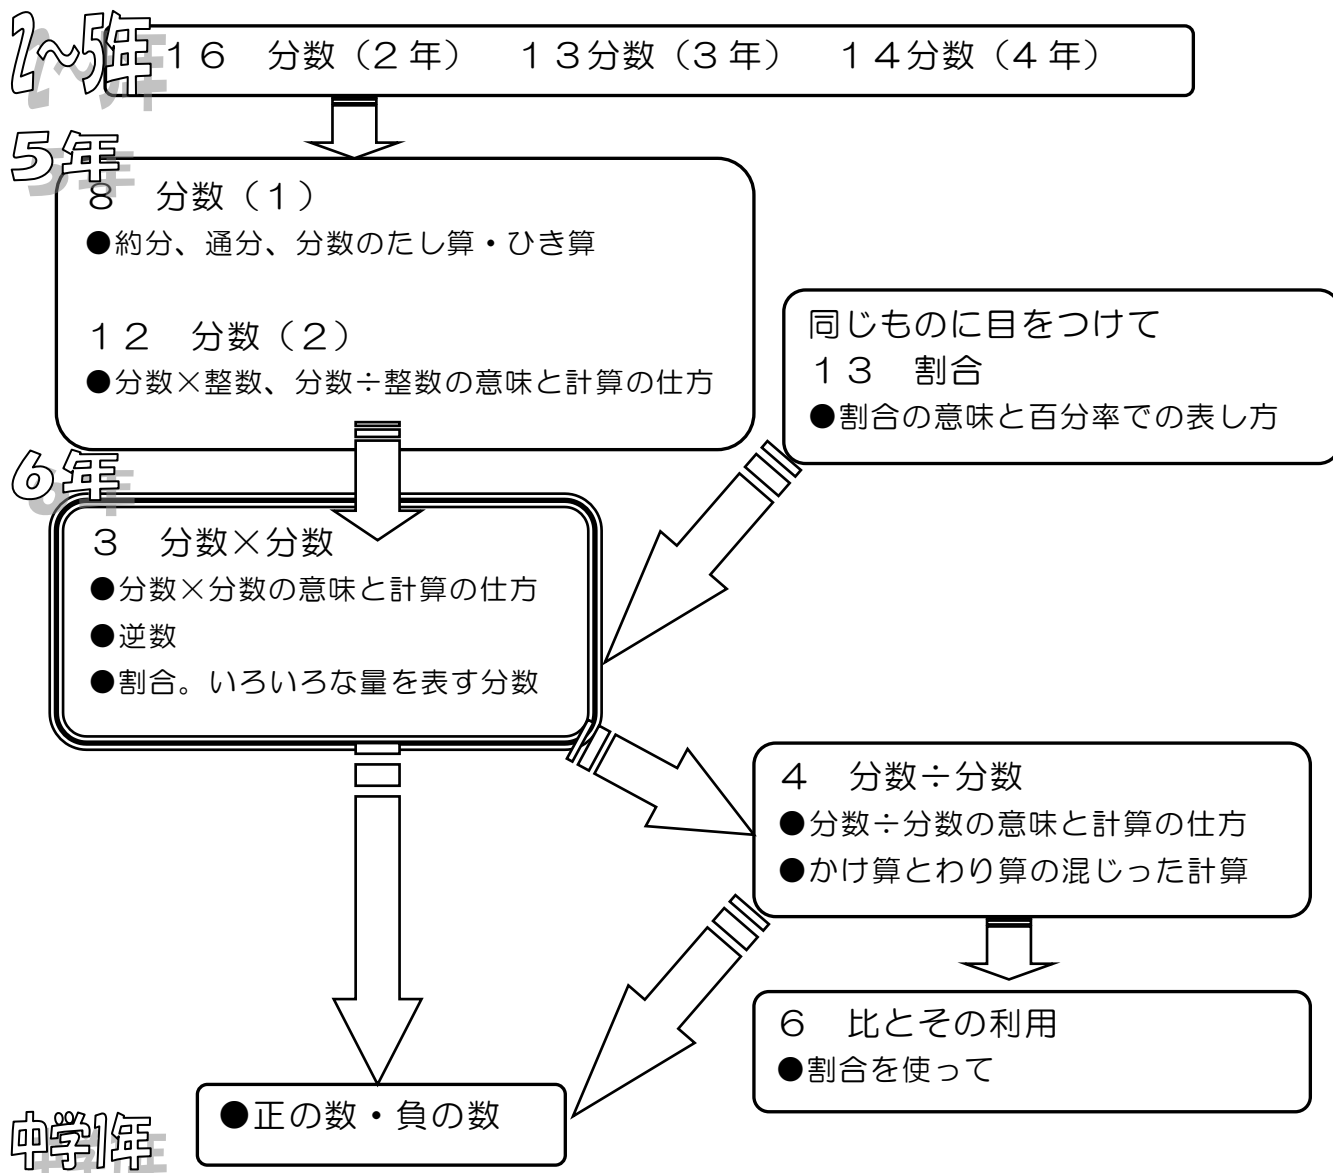 2〜5年
１６　分数（２年）　１３分数（３年）　１４分数（４年）
５年
８　分数（１）
●約分、通分、分数のたし算・ひき算
１２　分数（２）
●分数×整数、分数÷整数の意味と計算の仕方
同じものに目をつけて
１３　割合
●割合の意味と百分率での表し方
６年
３　分数×分数
●分数×分数の意味と計算の仕方
●逆数
●割合。いろいろな量を表す分数
４　分数÷分数
●分数÷分数の意味と計算の仕方
●かけ算とわり算の混じった計算
６　比とその利用
●割合を使って
中学1年
●正の数・負の数